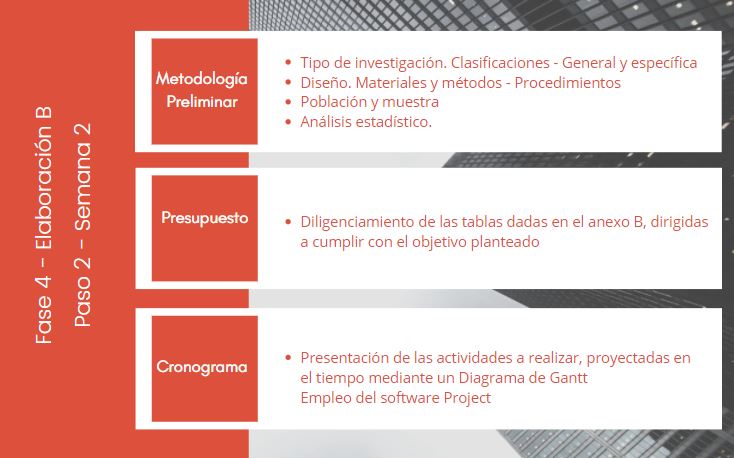 Fase 4 - Elaboración B
Paso 2 - Semana 2
Metodología
Preliminar
• Tipo de investigación. Clasificaciones - General y específica
• Diseño. Materiales y métodos - Procedimientos
• Población y muestra
• Análisis estadístico.
Presupuesto
• Diligenciamiento de las tablas dadas en el anexo B, dirigidas
a cumplir con el objetivo planteado
Cronograma
• Presentación de las actividades a realizar, proyectadas en
el tiempo mediante un Diagrama de Gantt
Empleo del software Project